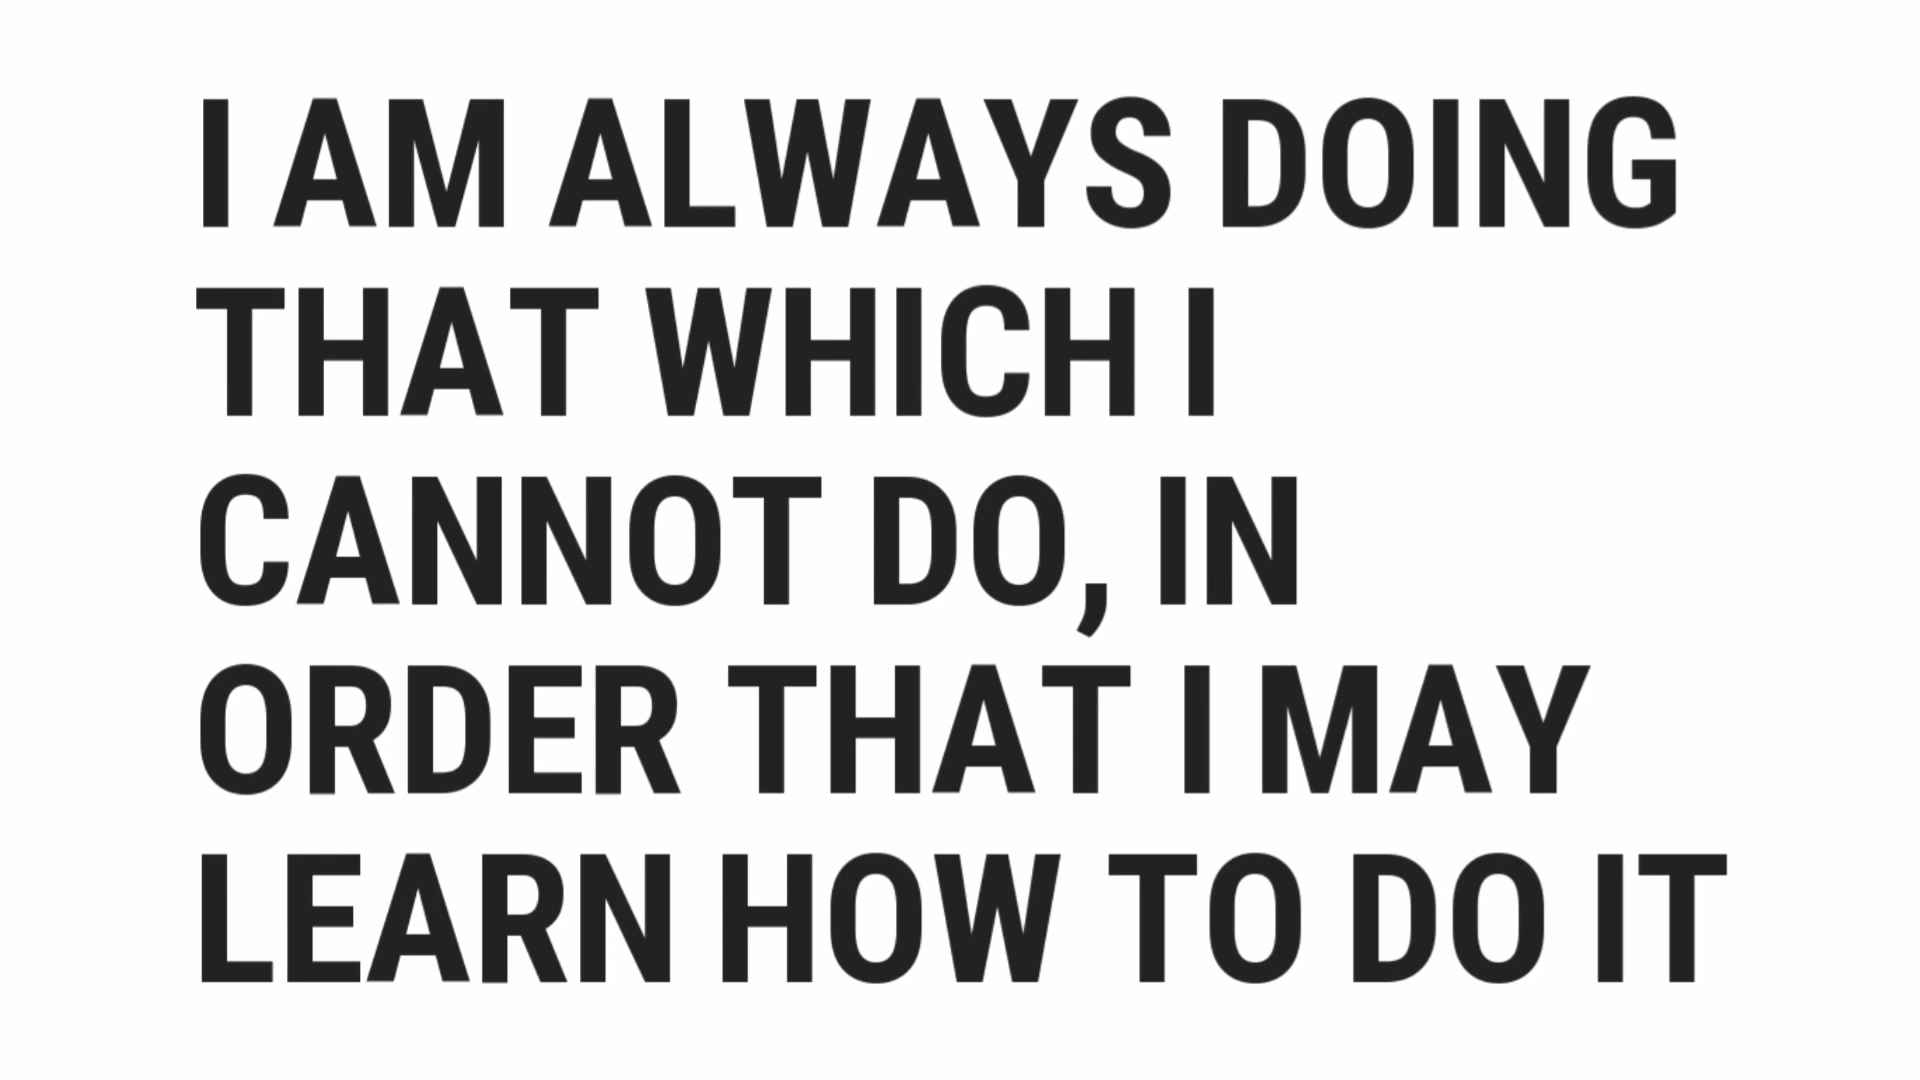 I AM ALWAYS DOING
THAT WHICH I
CANNOT DO, IN
ORDER THAT I MAY
LEARN HOW TO DO IT